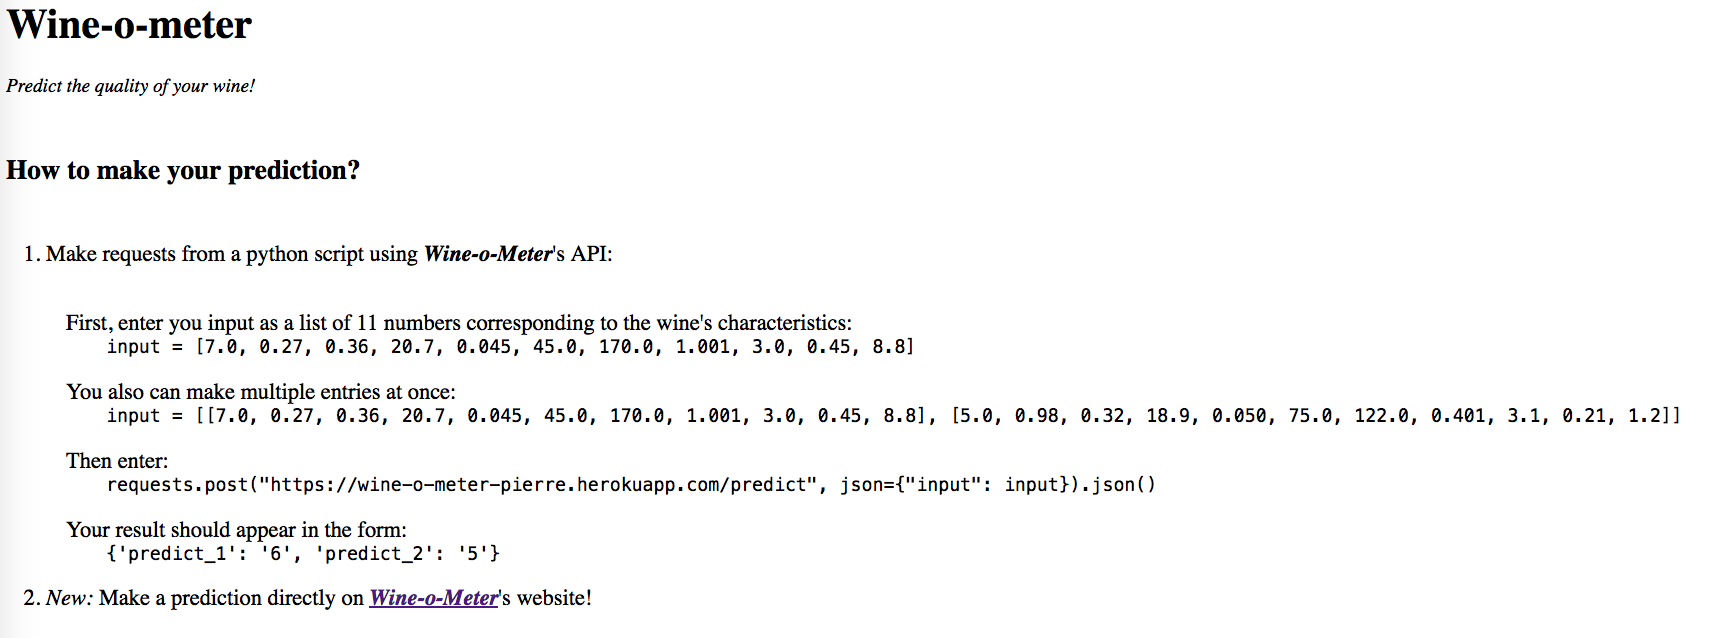 Wine-o-meter
Predict the quality of your wine!
How to make your prediction?
1. Make requests from a python script using Wine-o-Meter's API:
First, enter you input as a list of 11 numbers corresponding to the wine's characteristics:
input = [7.0, 0.27, 0.36, 20.7, 0.045, 45.0, 170.0, 1.001, 3.0, 0.45, 8.8]
You also can make multiple entries at once:
input = [[7.0, 0.27, 0.36, 20.7, 0.045, 45.0, 170.0, 1.001, 3.0, 0.45, 8.8], [5.0, 0.98, 0.32, 18.9, 0.050, 75.0, 122.0, 0.401, 3.1, 0.21, 1.2]]
Then enter:
requests.post("https://wine-o-meter-pierre.herokuapp.com/predict", json={"input": input}).json()
Your result should appear in the form:
{'predict_1': '6', 'predict_2': '5'}
2. New: Make a prediction directly on Wine-o-Meter's website!